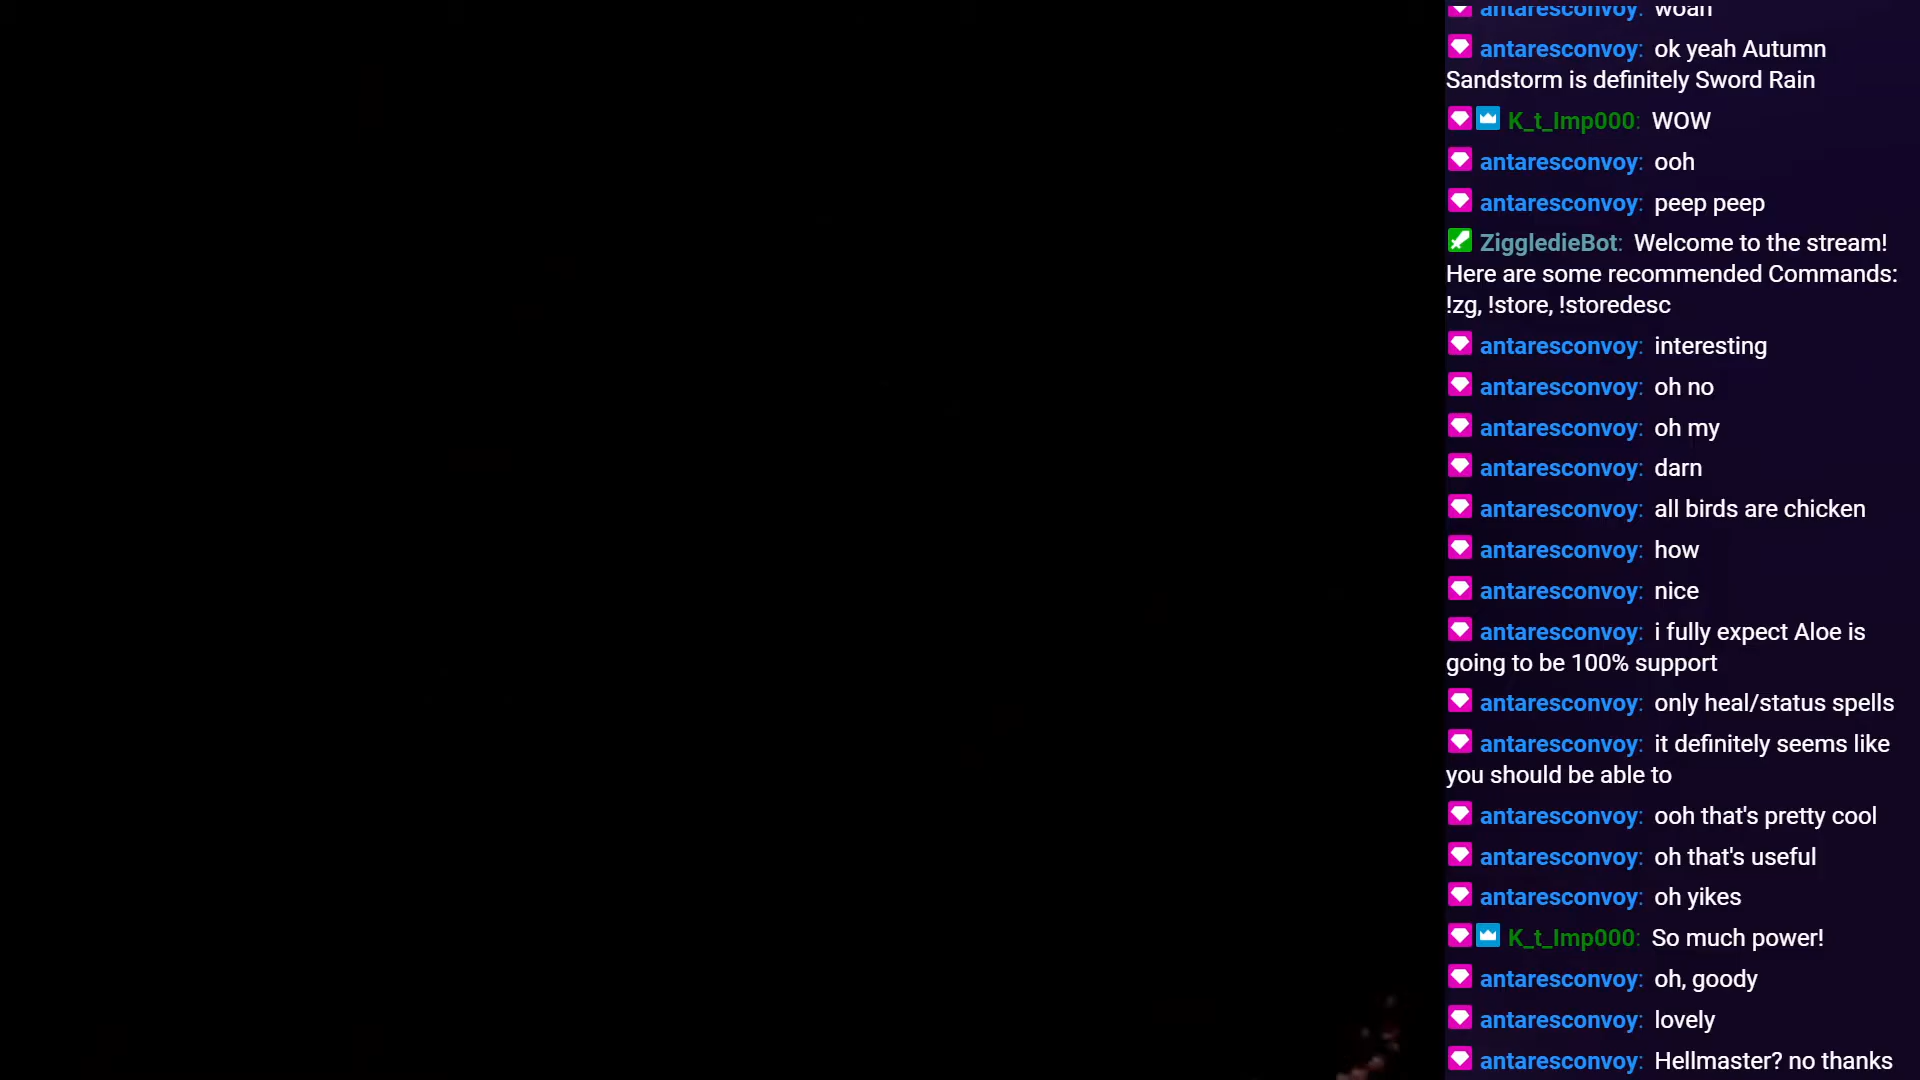 antaresconvoy: woah
antaresconvoy: ok yeah Autumn
Sandstorm is definitely Sword Rain
K_t_Imp000: WOW
antaresconvoy: ooh
antaresconvoy: peep peep
ZiggledieBot: Welcome to the stream!
Here are some recommended Commands:
!zg, !store, !storedesc
antaresconvoy: interesting
antaresconvoy: oh no
antaresconvoy: oh my
antaresconvoy: darn
antaresconvoy: all birds are chicken
antaresconvoy: how
antaresconvoy: nice
antaresconvoy: i fully expect Aloe is
going to be 100% support
antaresconvoy: only heal/status spells
antaresconvoy: it definitely seems like
you should be able to
antaresconvoy: ooh that's pretty cool
antaresconvoy: oh that's useful
antaresconvoy: oh yikes
K_t_Imp000: So much power!
antaresconvoy: oh, goody
antaresconvoy: lovely
antaresconvoy: Hellmaster? no thanks